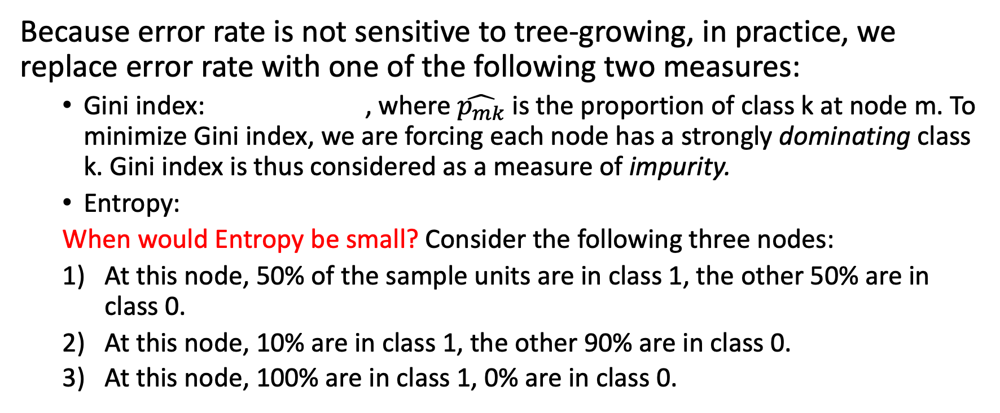 Because error rate is not sensitive to tree-growing, in practice, we
replace error rate with one of the following two measures:
• Gini index: , where \widehat{p_{mk}} is the proportion of class k at node m. To
minimize Gini index, we are forcing each node has a strongly dominating class
k. Gini index is thus considered as a measure of impurity.
• Entropy:
When would Entropy be small? Consider the following three nodes:
1) At this node, 50% of the sample units are in class 1, the other 50% are in
class 0.
2) At this node, 10% are in class 1, the other 90% are in class 0.
3) At this node, 100% are in class 1, 0% are in class 0.